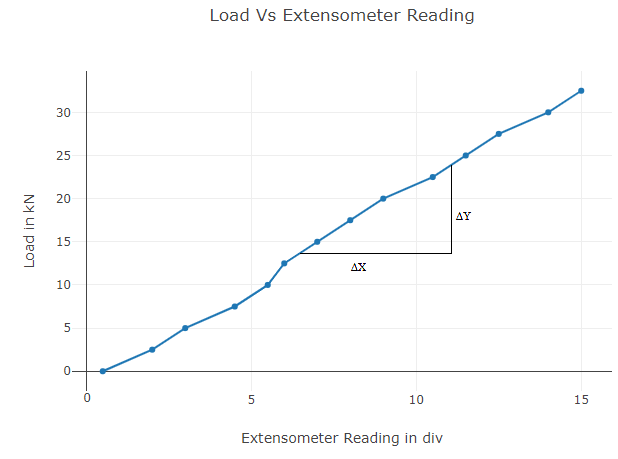 Load Vs Extensometer Reading
Load in kN
30
25
20
15
10
5
0
ΔY
ΔX
0
5
10
15
Extensometer Reading in div